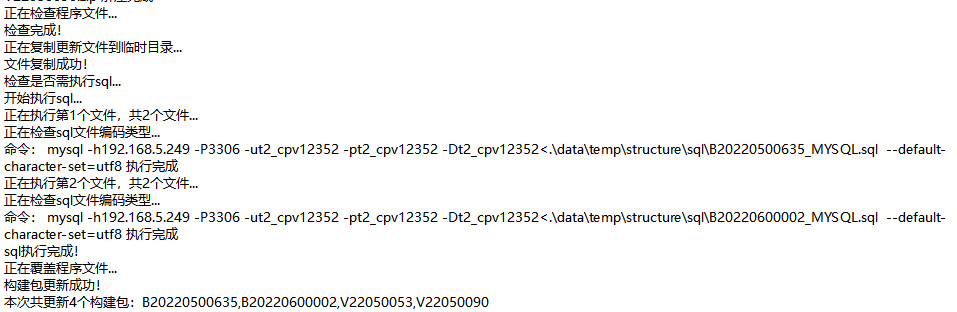 正在检查程序文件...
检查完成！
正在复制更新文件到临时目录...
文件复制成功！
检查是否需执行sql...
开始执行sql...
正在执行第1个文件，共2个文件...
正在检查sql文件编码类型...
命令： mysql -h192.168.5.249 -P3306 -ut2_cpv12352 -pt2_cpv12352 -Dt2_cpv12352<.\data\temp\structure\sql\B20220500635_MYSQL.sql --default-
character-set=utf8 执行完成
正在执行第2个文件，共2个文件...
正在检查sql文件编码类型...
命令： mysql -h192.168.5.249 -P3306 -ut2_cpv12352 -pt2_cpv12352 -Dt2_cpv12352<.\data\temp\structure\sql\B20220600002_MYSQL.sql --default-
character-set=utf8 执行完成
sql执行完成！
正在覆盖程序文件...
构建包更新成功！
本次共更新4个构建包：B20220500635,B20220600002,V22050053,V22050090